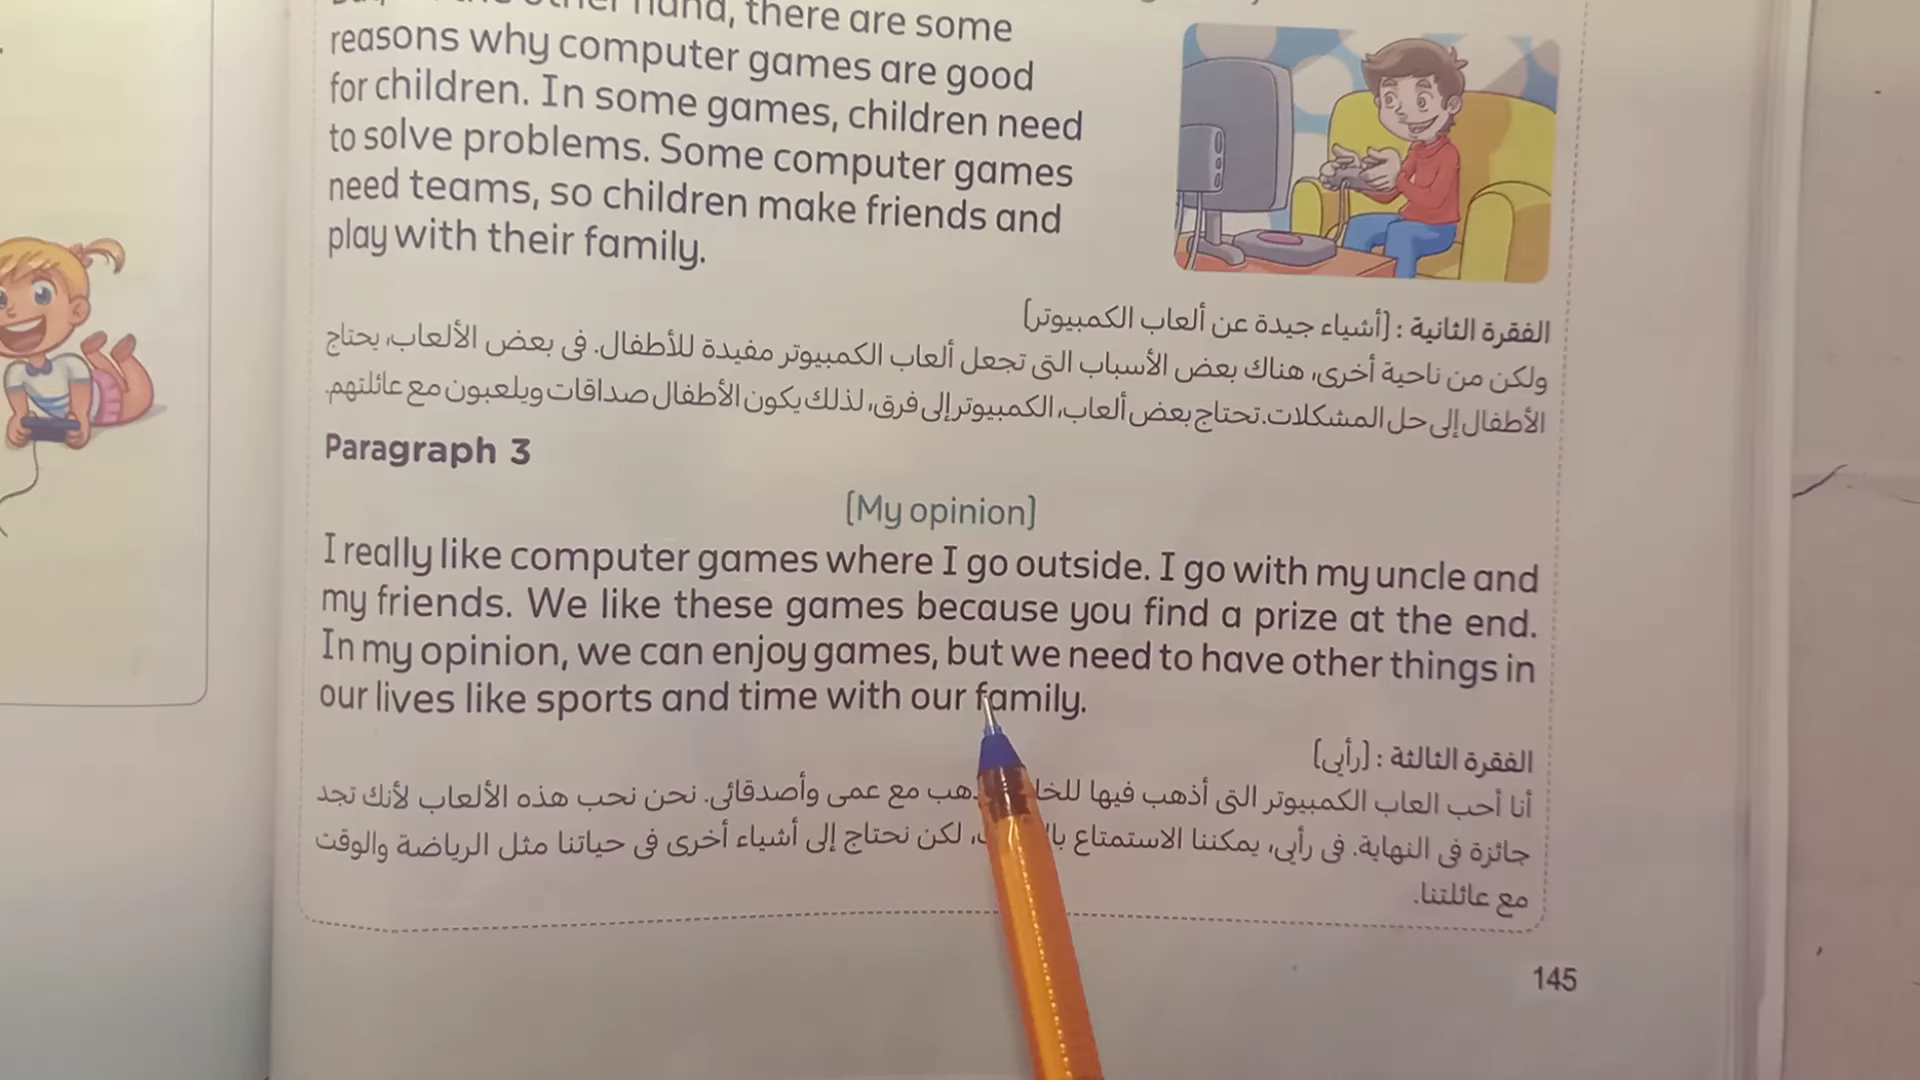 hand, there are some
reasons why computer games are good
for children. In some games, children need
to solve problems. Some computer games
need teams, so children make friends and
play with their family.
الفقرة الثانية : (أشياء جيدة عن ألعاب الكمبيوتر)
ولكن من ناحية أخرى، هناك بعض الأسباب التى تجعل ألعاب الكمبيوتر مفيدة للأطفال. فى بعض الألعاب، يحتاج
الأطفال إلى حل المشكلات. تحتاج بعض ألعاب، الكمبيوتر إلى فرق، لذلك يكون الأطفال صداقات ويلعبون مع عائلتهم.
Paragraph 3
(My opinion)
I really like computer games where I go outside. I go with my uncle and
my friends. We like these games because you find a prize at the end.
In my opinion, we can enjoy games, but we need to have other things in
our lives like sports and time with our family.
الفقرة الثالثة : (رأيى)
أنا أحب العاب الكمبيوتر التى أذهب فيها مع عمى وأصدقائى. نحن نحب هذه الألعاب لأنك تجد
جائزة فى النهاية. فى رأيى، يمكننا الاستمتاع لكن نحتاج إلى أشياء أخرى فى حياتنا مثل الرياضة والوقت
مع عائلتنا.
145